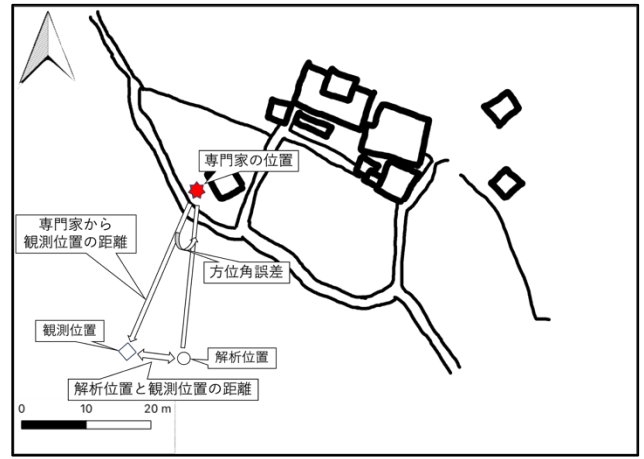 専門家の位置
専門家から
観測位置の距離
方位角誤差
観測位置
解析位置
解析位置と観測位置の距離
0 10 20 m